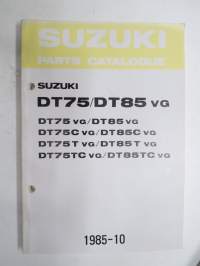 SUZUKI
PARTS CATALOGUE
SUZUKI
DT75/DT85 VG
DT75 VG/DT85 VG
DT75C VG/DT85C VG
DT75T VG/DT85T VG
DT75TC VG/DT85TC VG
1985-10